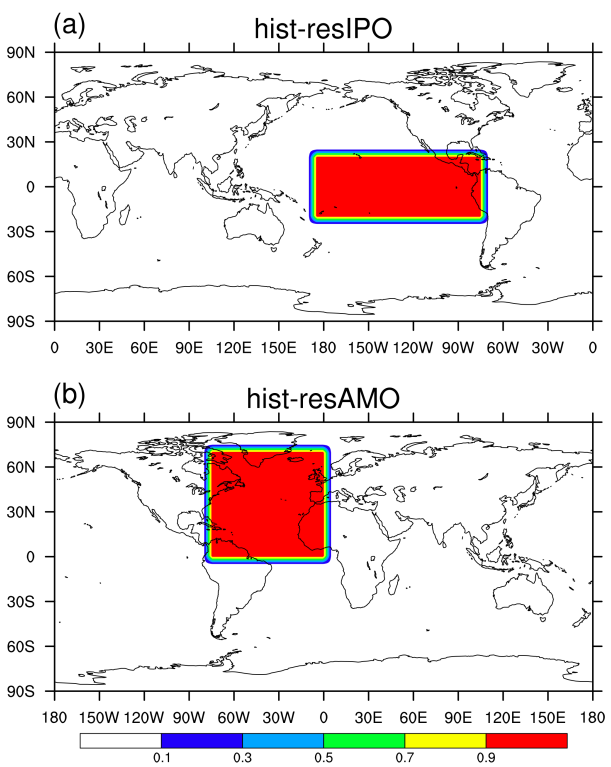 (a)
hist-resIPO
90N
60N
30N
0
30S
60S
90S
0 30E 60E 90E 120E 150E 180 150W 120W 90W 60W 30W 0
(b)
hist-resAMO
90N
60N
30N
0
30S
60S
90S
180 150W 120W 90W 60W 30W 0 30E 60E 90E 120E 150E 180
0.1 0.3 0.5 0.7 0.9